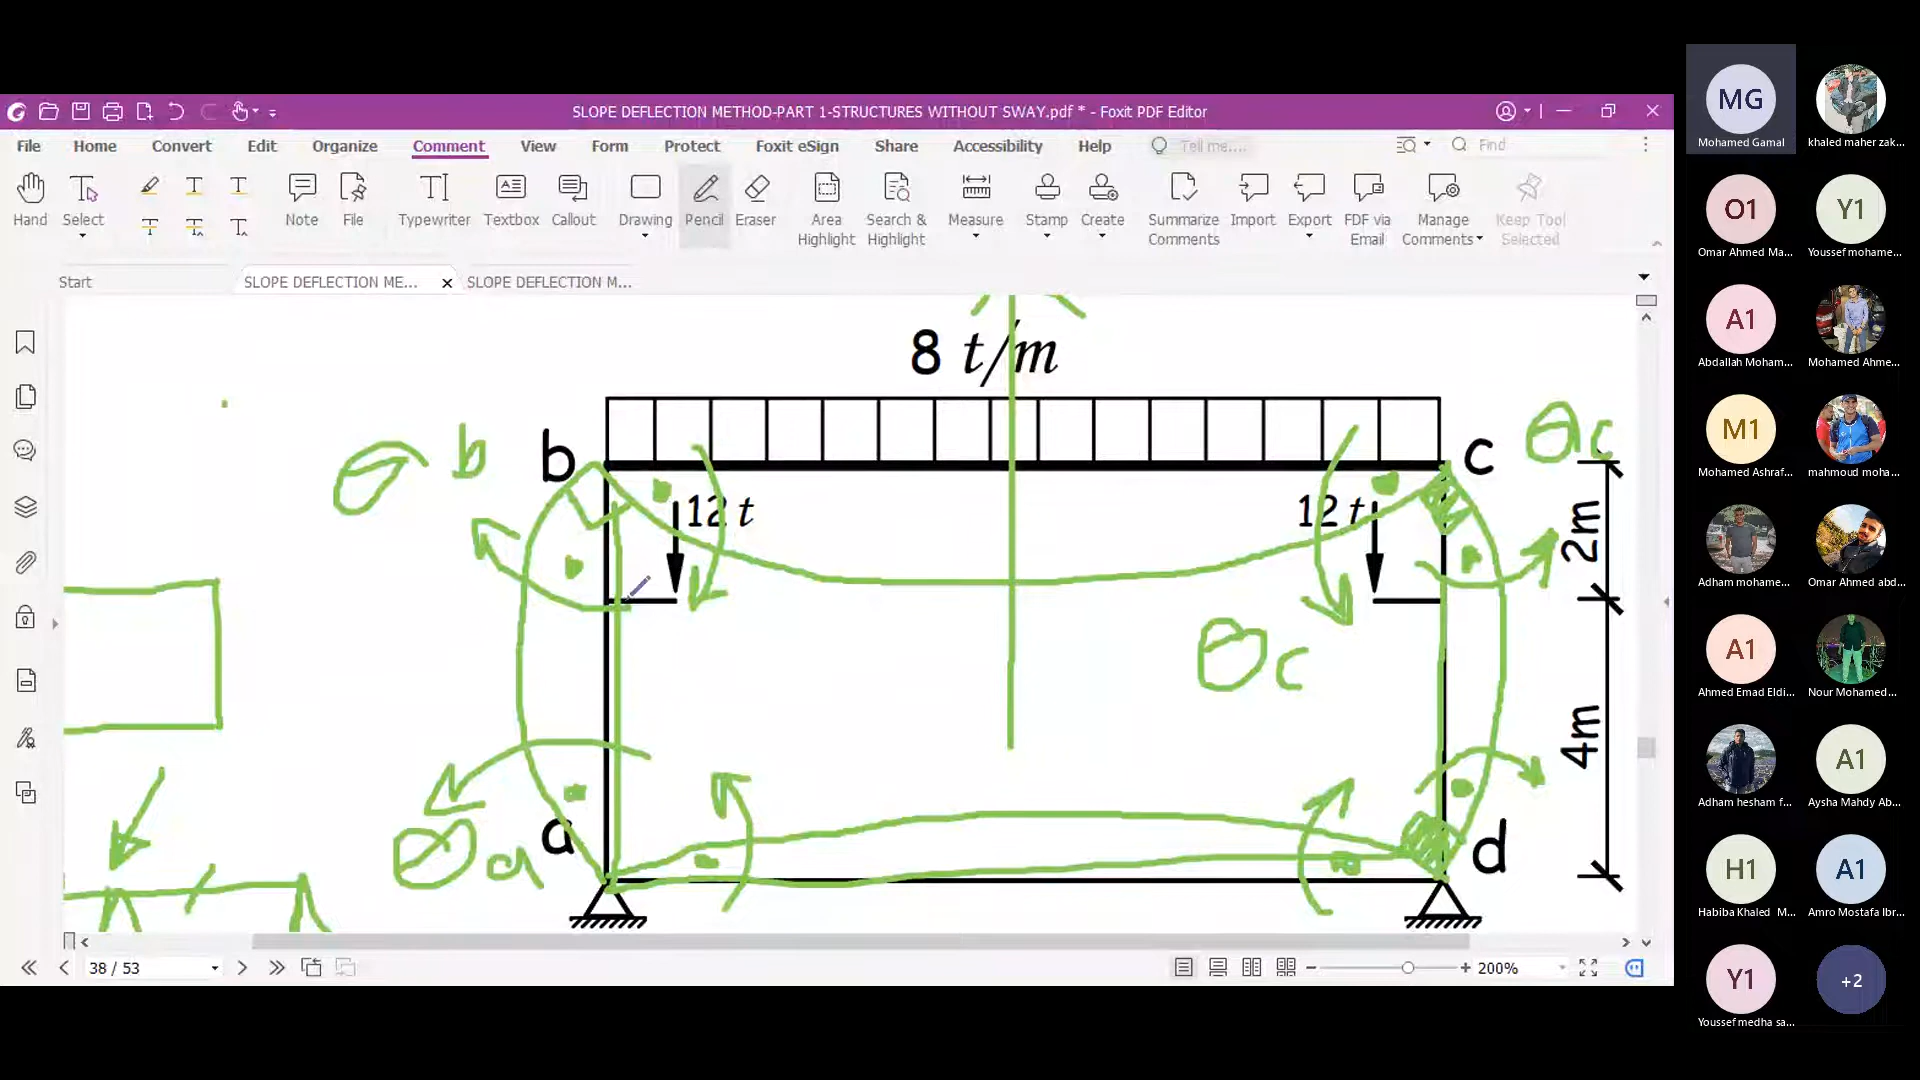 SLOPE DEFLECTION METHOD-PART 1-STRUCTURES WITHOUT SWAY.pdf * - Foxit PDF Editor
File Home Convert Edit Organize Comment View Form Protect Foxit eSign Share Accessibility Help Tell me.... Find
Hand Select Note File Typewriter Textbox Callout Drawing Pencil Eraser Area Highlight Search & Highlight Measure Stamp Create Summarize Comments Import Export PDF via Email Manage Comments Keep Tool Selected
Start SLOPE DEFLECTION ME... SLOPE DEFLECTION M...
8 t/m
θ b
b
c
θc
12 t
12 t
2m
θc
4m
θa
a
d
38 / 53
200%
MG
Mohamed Gamal
khaled maher zak...
O1
Omar Ahmed Ma...
Y1
Youssef mohame...
A1
Abdallah Moham...
Mohamed Ahme...
M1
Mohamed Ashraf...
mahmoud moha...
Adham mohame...
Omar Ahmed abd...
A1
Ahmed Emad Eldi...
Nour Mohamed...
Adham hesham f...
A1
Aysha Mahdy Ab...
H1
Habiba Khaled M...
A1
Amro Mostafa Ibr...
Y1
Youssef medha sa...
+2